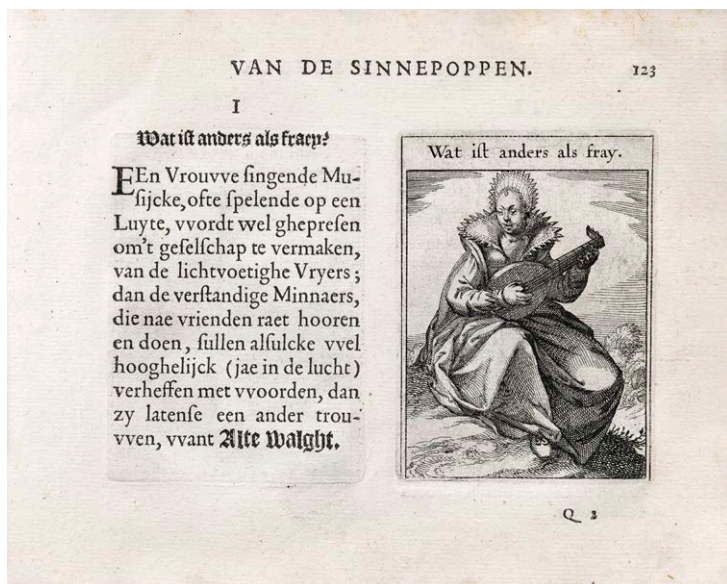 VAN DE SINNEPOPPEN. 123
I
Wat ist anders als fraey?
EEn Vrouvve singende Mu-
sijcke, ofte spelende op een
Luyte, vvordt wel ghepresen
om't geselschap te vermaken,
van de lichtvoetighe Vryers;
dan de verstandige Minnaers,
die nae vrienden raet hooren
en doen, sullen alsulcke vvel
hooghelijck (jae in de lucht)
verheffen met vvoorden, dan
zy latense een ander trou-
vven, vvant Alte Walght.
Wat ist anders als fray.
Q 2